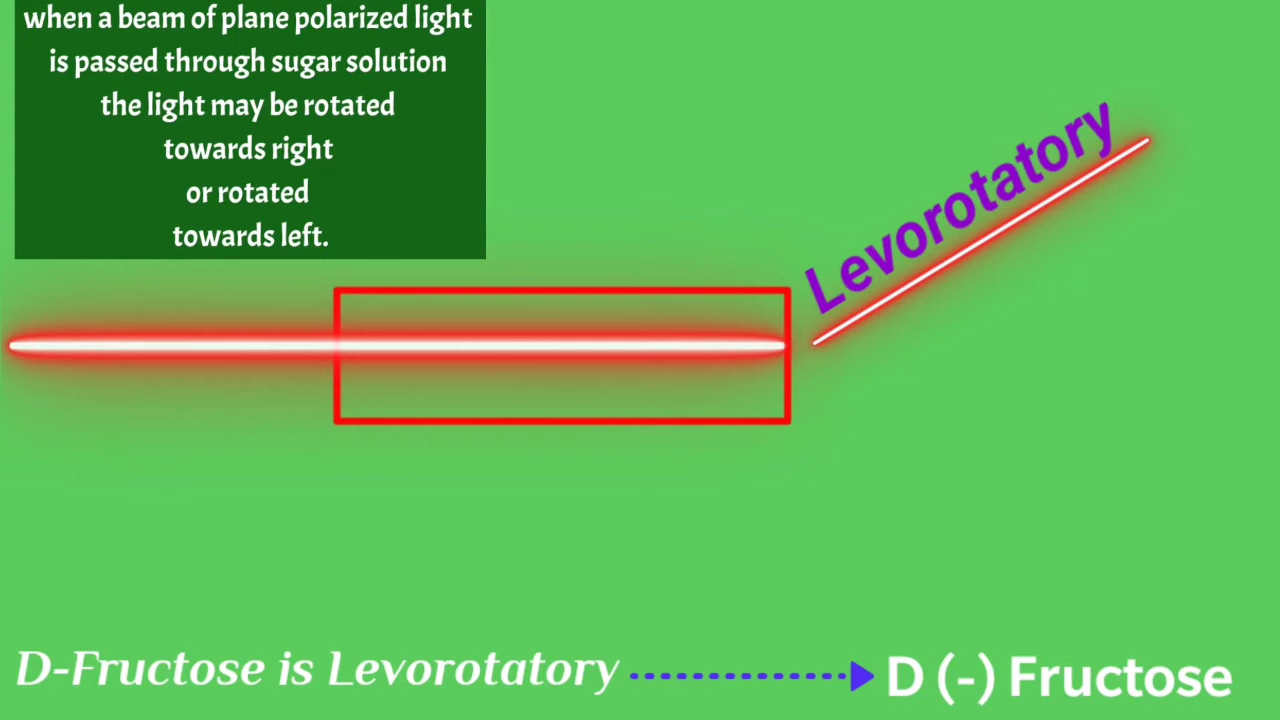 when a beam of plane polarized light
is passed through sugar solution
the light may be rotated
towards right
or rotated
towards left.
Levorotatory
D-Fructose is Levorotatory
D (-) Fructose